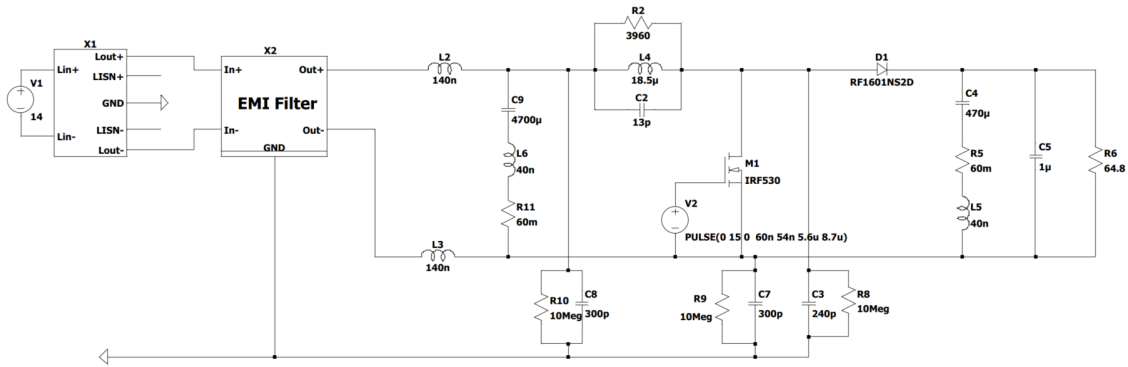 R2
3960
X1
X2
L4
18.5µ
L2
140n
D1
RF1601NS2D
Lout+
Lin+
LISN+
V1
14
GND
LISN-
Lin-
Lout-
In+
Out+
EMI Filter
In-
Out-
GND
C9
4700µ
C2
13p
C4
470µ
L6
40n
M1
IRF530
R5
60m
C5
1µ
R6
64.8
R11
60m
V2
L5
40n
PULSE(0 15 0 60n 54n 5.6u 8.7u)
L3
140n
R10
10Meg
C8
300p
R9
10Meg
C7
300p
C3
240p
R8
10Meg